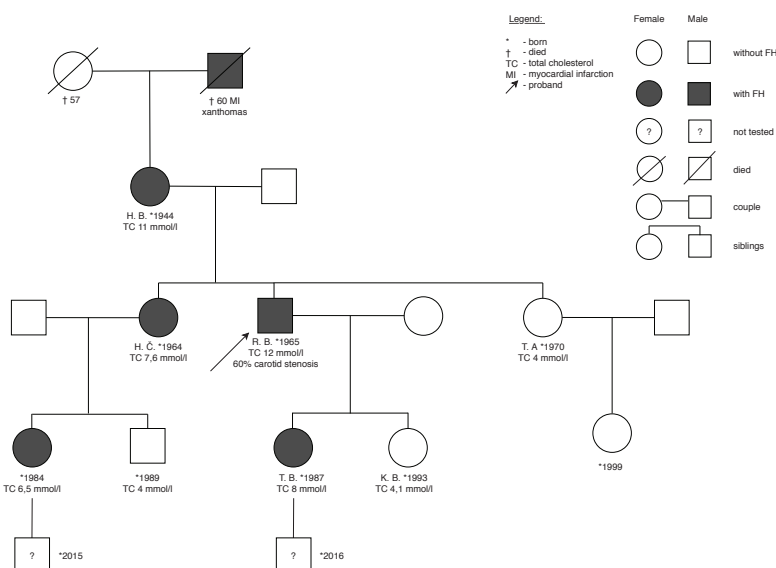 Legend:
* - born
† - died
TC - total cholesterol
MI - myocardial infarction
- proband
Female Male
without FH
with FH
? ? not tested
died
couple
siblings
† 57
† 60 MI
xanthomas
H. B. *1944
TC 11 mmol/l
H. Č. *1964
TC 7,6 mmol/l
R. B. *1965
TC 12 mmol/l
60% carotid stenosis
T. A *1970
TC 4 mmol/l
*1984
TC 6,5 mmol/l
*1989
TC 4 mmol/l
T. B. *1987
TC 8 mmol/l
K. B. *1993
TC 4,1 mmol/l
*1999
? *2015
? *2016